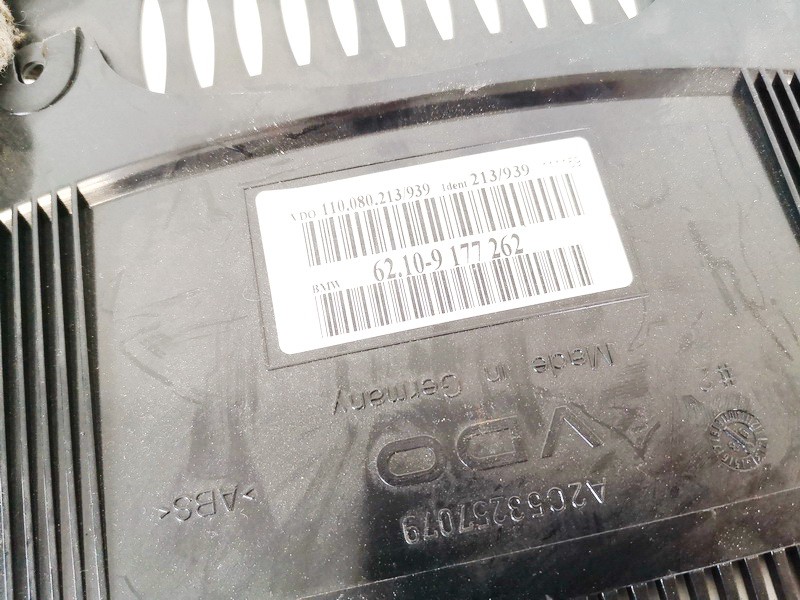 VDO 110.080.213/939 Ident 213/939
BMW 62.10-9 177 262
Made in Germany
VDO
>ABS<
A2C53257079